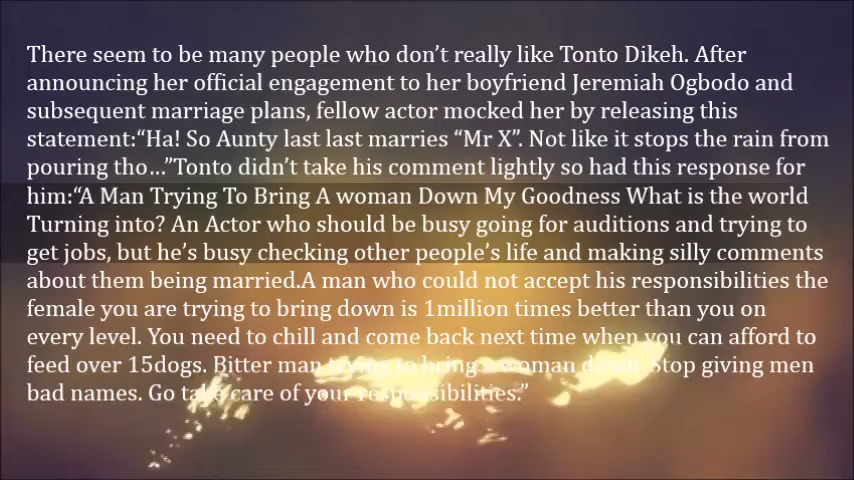 There seem to be many people who don’t really like Tonto Dikeh. After
announcing her official engagement to her boyfriend Jeremiah Ogbodo and
subsequent marriage plans, fellow actor mocked her by releasing this
statement:“Ha! So Aunty last last marries “Mr X”. Not like it stops the rain from
pouring tho…”Tonto didn’t take his comment lightly so had this response for
him:“A Man Trying To Bring A woman Down My Goodness What is the world
Turning into? An Actor who should be busy going for auditions and trying to
get jobs, but he’s busy checking other people’s life and making silly comments
about them being married.A man who could not accept his responsibilities the
female you are trying to bring down is 1million times better than you on
every level. You need to chill and come back next time when you can afford to
feed over 15dogs. Bitter man trying to bring a woman down. Stop giving men
bad names. Go take care of your responsibilities.”